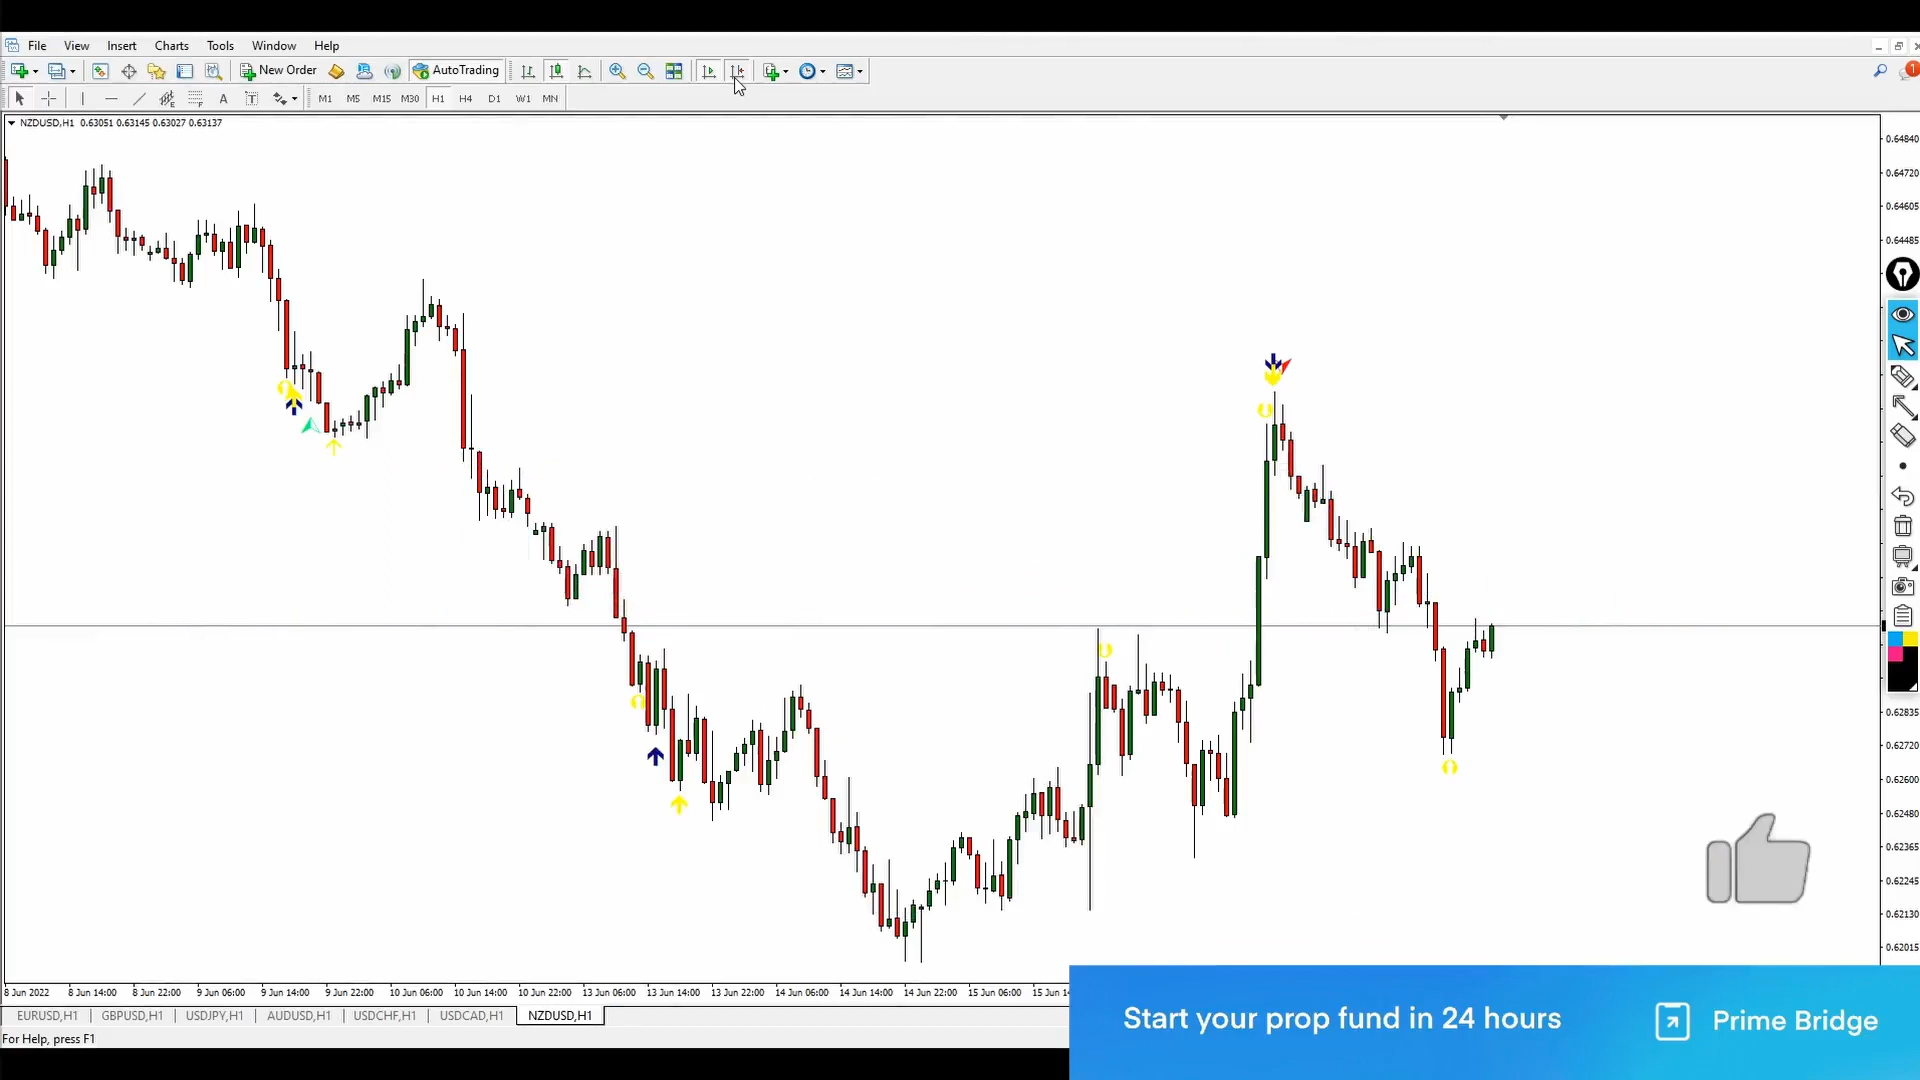 File View Insert Charts Tools Window Help
New Order AutoTrading 1
A T M1 M5 M15 M30 H1 H4 D1 W1 MN
NZDUSD,H1 0.63051 0.63145 0.63027 0.63137
0.64840
0.64720
0.64605
0.64485
0.62835
0.62720
0.62600
0.62480
0.62365
0.62245
0.62130
0.62015
8 Jun 2022 8 Jun 14:00 8 Jun 22:00 9 Jun 06:00 9 Jun 14:00 9 Jun 22:00 10 Jun 06:00 10 Jun 14:00 10 Jun 22:00 13 Jun 06:00 13 Jun 14:00 13 Jun 22:00 14 Jun 06:00 14 Jun 14:00 14 Jun 22:00 15 Jun 06:00 15 Jun 1
EURUSD,H1 GBPUSD,H1 USDJPY,H1 AUDUSD,H1 USDCHF,H1 USDCAD,H1 NZDUSD,H1
For Help, press F1
Start your prop fund in 24 hours Prime Bridge